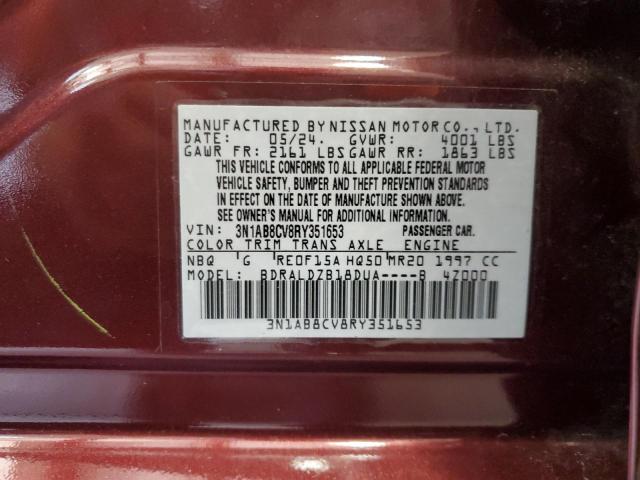 MANUFACTURED BY NISSAN MOTOR CO., LTD.
DATE: 05/24. GVWR: 4001 LBS
GAWR FR: 2161 LBS GAWR RR: 1863 LBS
THIS VEHICLE CONFORMS TO ALL APPLICABLE FEDERAL MOTOR
VEHICLE SAFETY, BUMPER AND THEFT PREVENTION STANDARDS
IN EFFECT ON THE DATE OF MANUFACTURE SHOWN ABOVE.
SEE OWNER'S MANUAL FOR ADDITIONAL INFORMATION.
VIN: 3N1AB8CV8RY351653 PASSENGER CAR.
COLOR TRIM TRANS AXLE ENGINE
NBQ G RE0F15A HQ50 MR20 1997 CC
MODEL: BDRALDZB18DUA----B 4Z000
3N1AB8CV8RY351653